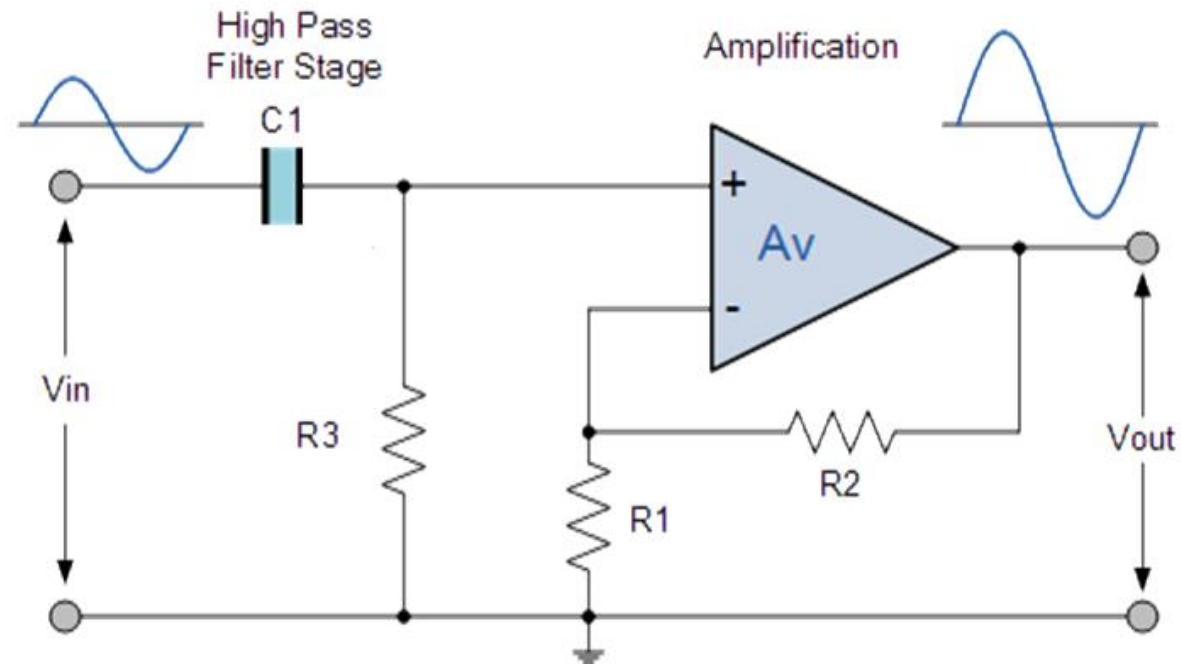 High Pass
Filter Stage
Amplification
C1
+
Av
-
Vin
R3
R1
R2
Vout